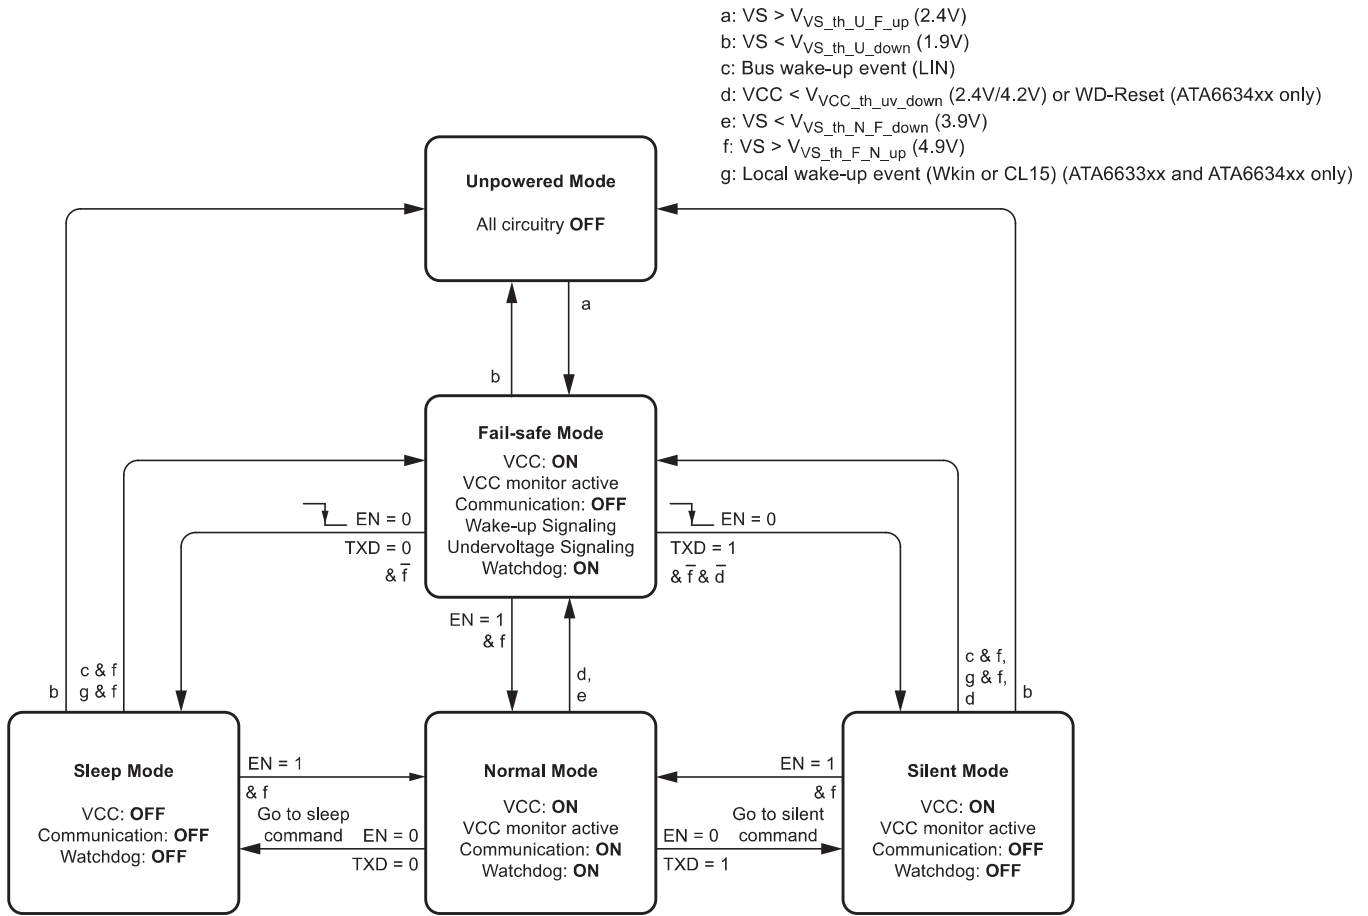 a: VS > V_VS_th_U_F_up (2.4V)
b: VS < V_VS_th_U_down (1.9V)
c: Bus wake-up event (LIN)
d: VCC < V_VCC_th_uv_down (2.4V/4.2V) or WD-Reset (ATA6634xx only)
e: VS < V_VS_th_N_F_down (3.9V)
f: VS > V_VS_th_F_N_up (4.9V)
g: Local wake-up event (Wkin or CL15) (ATA6633xx and ATA6634xx only)
Unpowered Mode
All circuitry OFF
a
b
Fail-safe Mode
VCC: ON
VCC monitor active
Communication: OFF
Wake-up Signaling
Undervoltage Signaling
Watchdog: ON
EN = 0
TXD = 0
& f̅
EN = 0
TXD = 1
& f̅ & d̅
EN = 1
& f
d,
e
b
c & f
g & f
c & f,
g & f,
d
b
Sleep Mode
VCC: OFF
Communication: OFF
Watchdog: OFF
EN = 1
& f
Go to sleep
command
EN = 0
TXD = 0
Normal Mode
VCC: ON
VCC monitor active
Communication: ON
Watchdog: ON
EN = 1
& f
Go to silent
command
EN = 0
TXD = 1
Silent Mode
VCC: ON
VCC monitor active
Communication: OFF
Watchdog: OFF